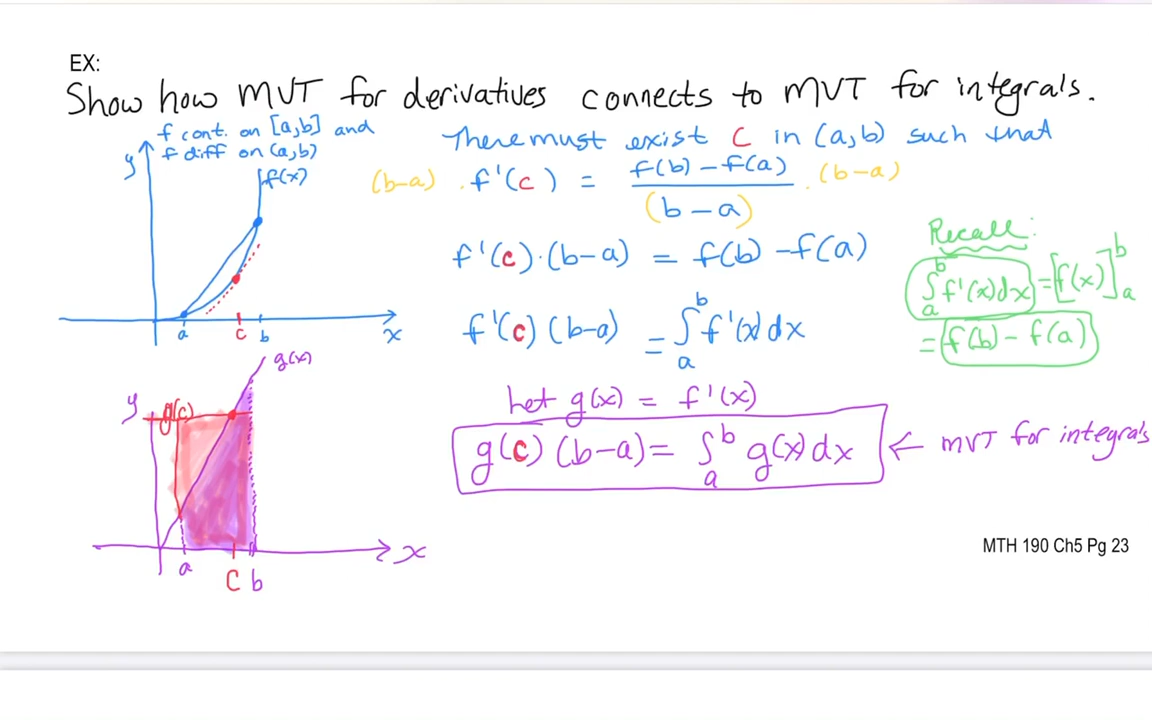 EX:
Show how MVT for derivatives connects to MVT for integrals.
f cont. on [a,b] and
f diff on (a,b)
y
f(x)
a
c
b
x
There must exist c in (a,b) such that
(b-a) · f'(c) = f(b)-f(a) / (b-a) · (b-a)
f'(c)·(b-a) = f(b)-f(a)
f'(c)(b-a) = ∫_a^b f'(x)dx
Recall:
∫_a^b f'(x)dx = [f(x)]_a^b
= f(b)-f(a)
Let g(x) = f'(x)
g(c)(b-a) = ∫_a^b g(x)dx ← MVT for integrals
g(x)
y
g(c)
a
c
b
x
MTH 190 Ch5 Pg 23